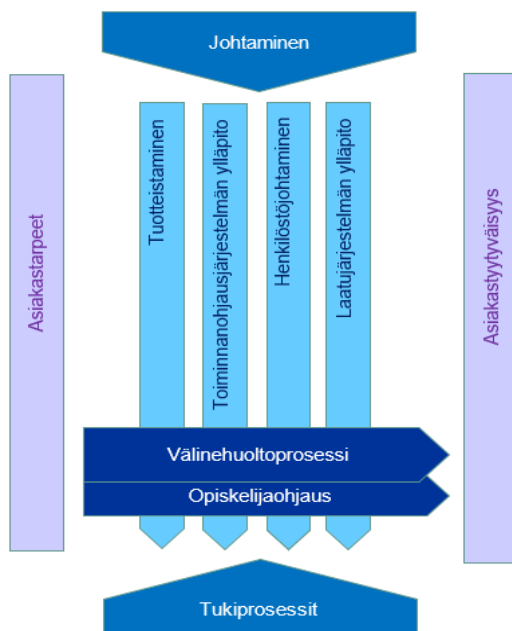 Johtaminen
Asiakastarpeet
Tuotteistaminen
Toiminnanohjausjärjestelmän ylläpito
Henkilöstöjohtaminen
Laatujärjestelmän ylläpito
Asiakastyytyväisyys
Välinehuoltoprosessi
Opiskelijaohjaus
Tukiprosessit